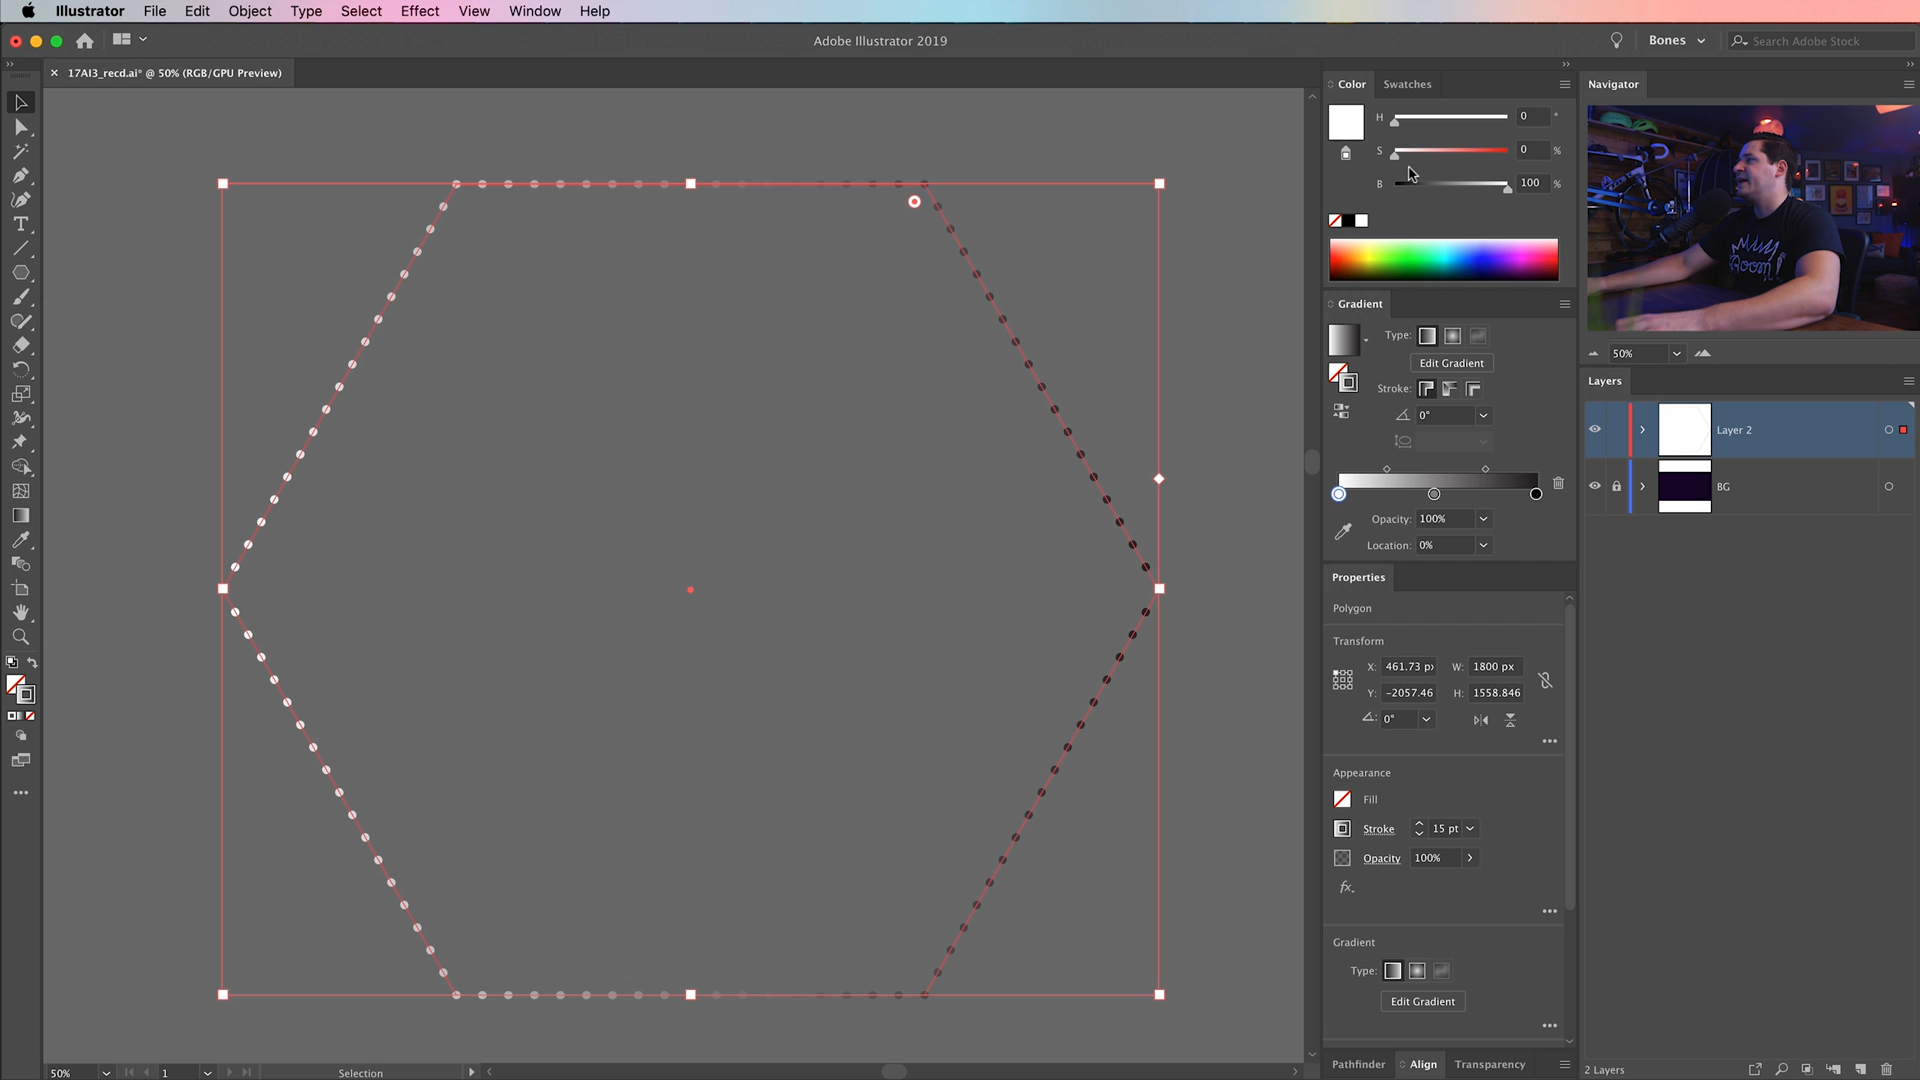 Illustrator File Edit Object Type Select Effect View Window Help
Adobe Illustrator 2019
Bones
Search Adobe Stock
17AI3_recd.ai* @ 50% (RGB/GPU Preview)
Color Swatches
Navigator
H 0 °
S 0 %
B 100 %
Gradient
Type:
Edit Gradient
Stroke:
0°
Opacity: 100%
Location: 0%
50%
Layers
Layer 2
BG
Properties
Polygon
Transform
X: 461.73 px W: 1800 px
Y: -2057.46 H: 1558.846
0°
Appearance
Fill
Stroke 15 pt
Opacity 100%
fx.
Gradient
Type:
Edit Gradient
Pathfinder Align Transparency
2 Layers
50% 1 Selection